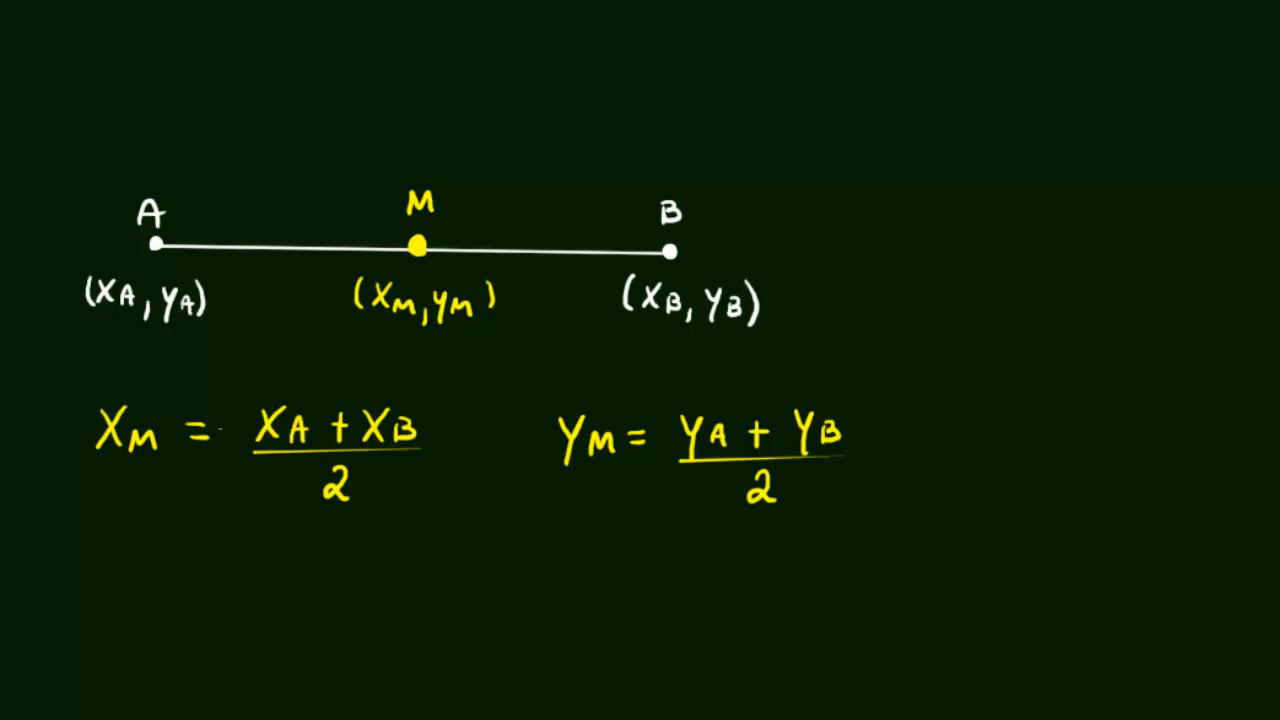 A M B
(XA, YA) (XM, YM) (XB, YB)
XM = XA + XB / 2 YM = YA + YB / 2